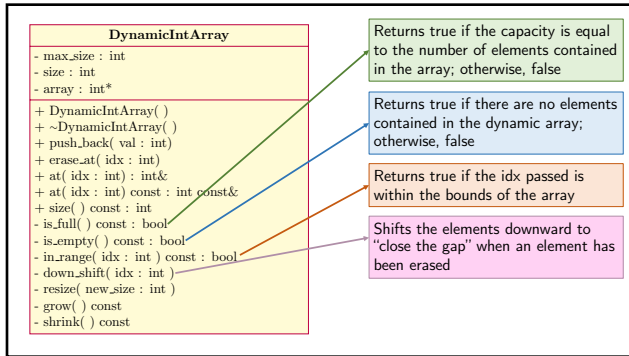 DynamicIntArray
- max_size : int
- size : int
- array : int*
+ DynamicIntArray( )
+ ~DynamicIntArray( )
+ push_back( val : int)
+ erase_at( idx : int)
+ at( idx : int) : int&
+ at( idx : int) const : int const&
+ size( ) const : int
- is_full( ) const : bool
- is_empty( ) const : bool
- in_range( idx : int ) const : bool
- down_shift( idx : int )
- resize( new_size : int )
- grow( ) const
- shrink( ) const
Returns true if the capacity is equal
to the number of elements contained
in the array; otherwise, false
Returns true if there are no elements
contained in the dynamic array;
otherwise, false
Returns true if the idx passed is
within the bounds of the array
Shifts the elements downward to
“close the gap” when an element has
been erased